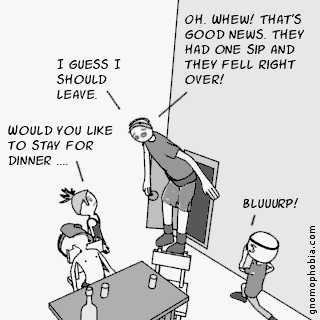 OH. WHEW! THAT'S
GOOD NEWS. THEY
HAD ONE SIP AND
THEY FELL RIGHT
OVER!
I GUESS I
SHOULD
LEAVE.
WOULD YOU LIKE
TO STAY FOR
DINNER ....
BLUUURP!
gnomophobia.com